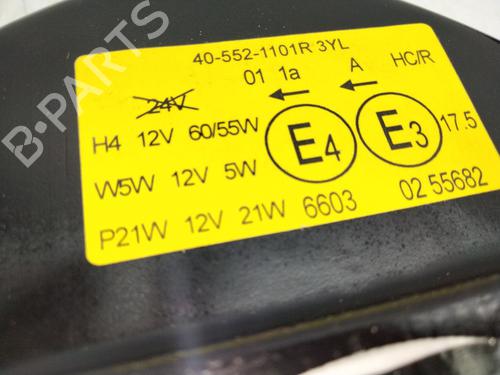 B-PARTS
40-552-1101R 3YL
01 1a A HC/R
24V
H4 12V 60/55W E4 E3 17.5
W5W 12V 5W
P21W 12V 21W 6603 02 55682